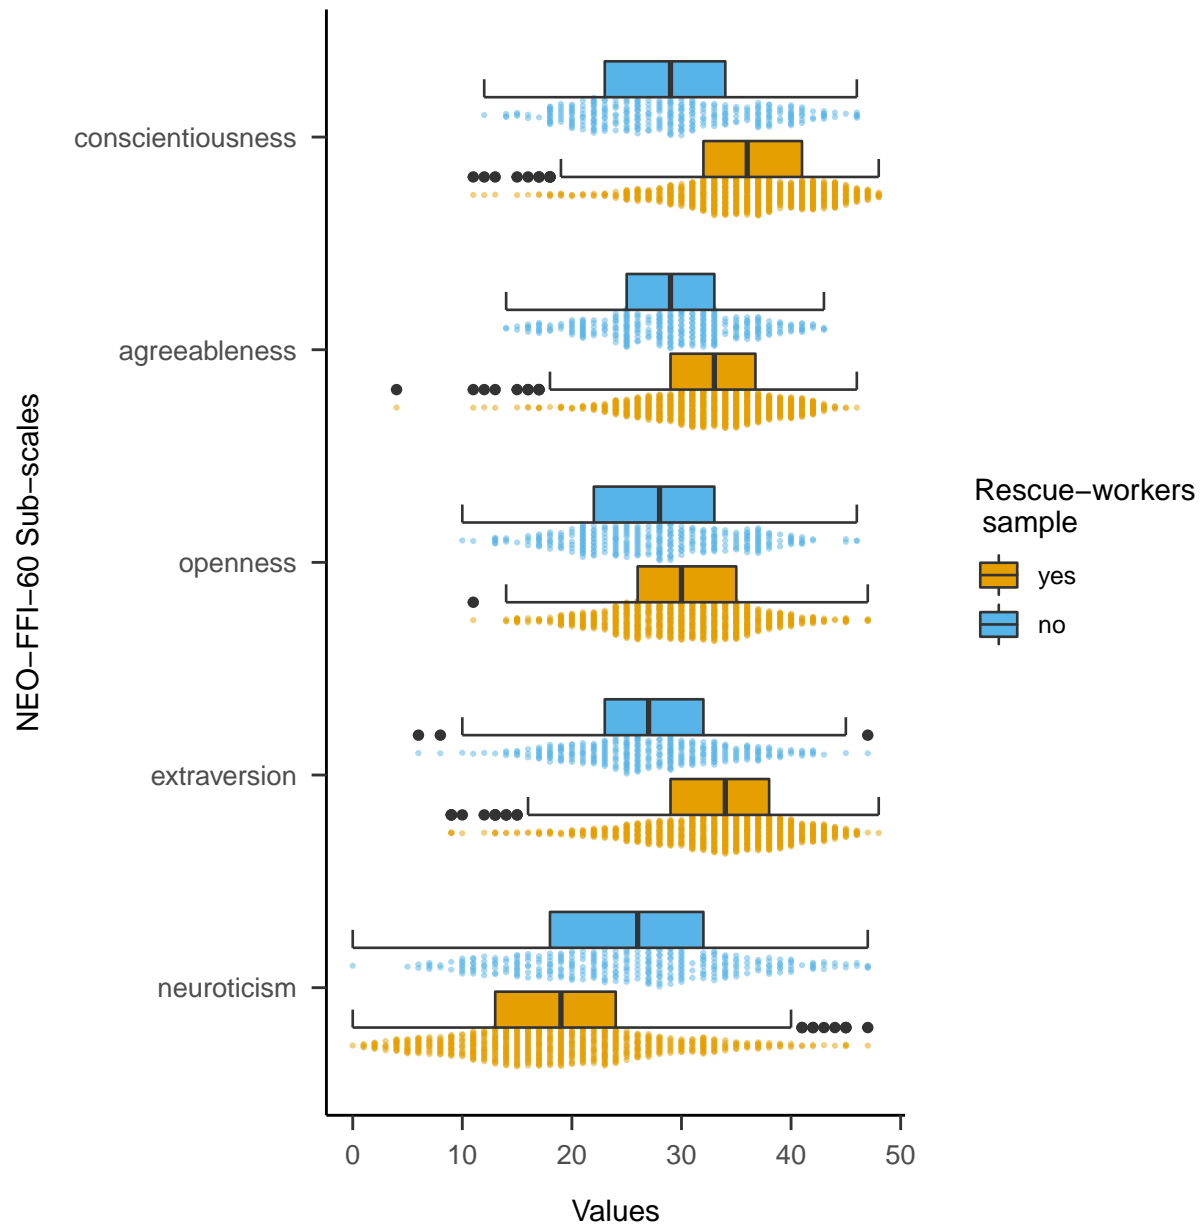 conscientiousness
agreeableness
openness
extraversion
neuroticism
NEO−FFI−60 Sub−scales
0 10 20 30 40 50
Values
Rescue−workers
sample
yes
no